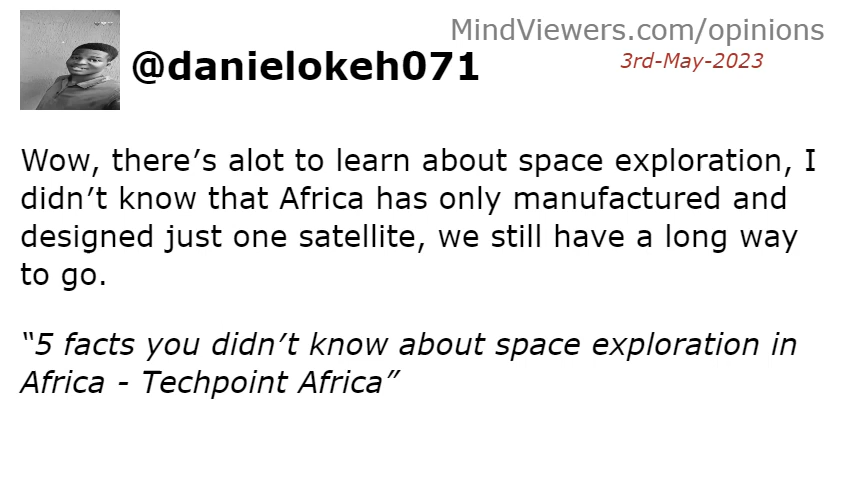 MindViewers.com/opinions
@danielokeh071
3rd-May-2023
Wow, there’s alot to learn about space exploration, I
didn’t know that Africa has only manufactured and
designed just one satellite, we still have a long way
to go.
“5 facts you didn’t know about space exploration in
Africa - Techpoint Africa”